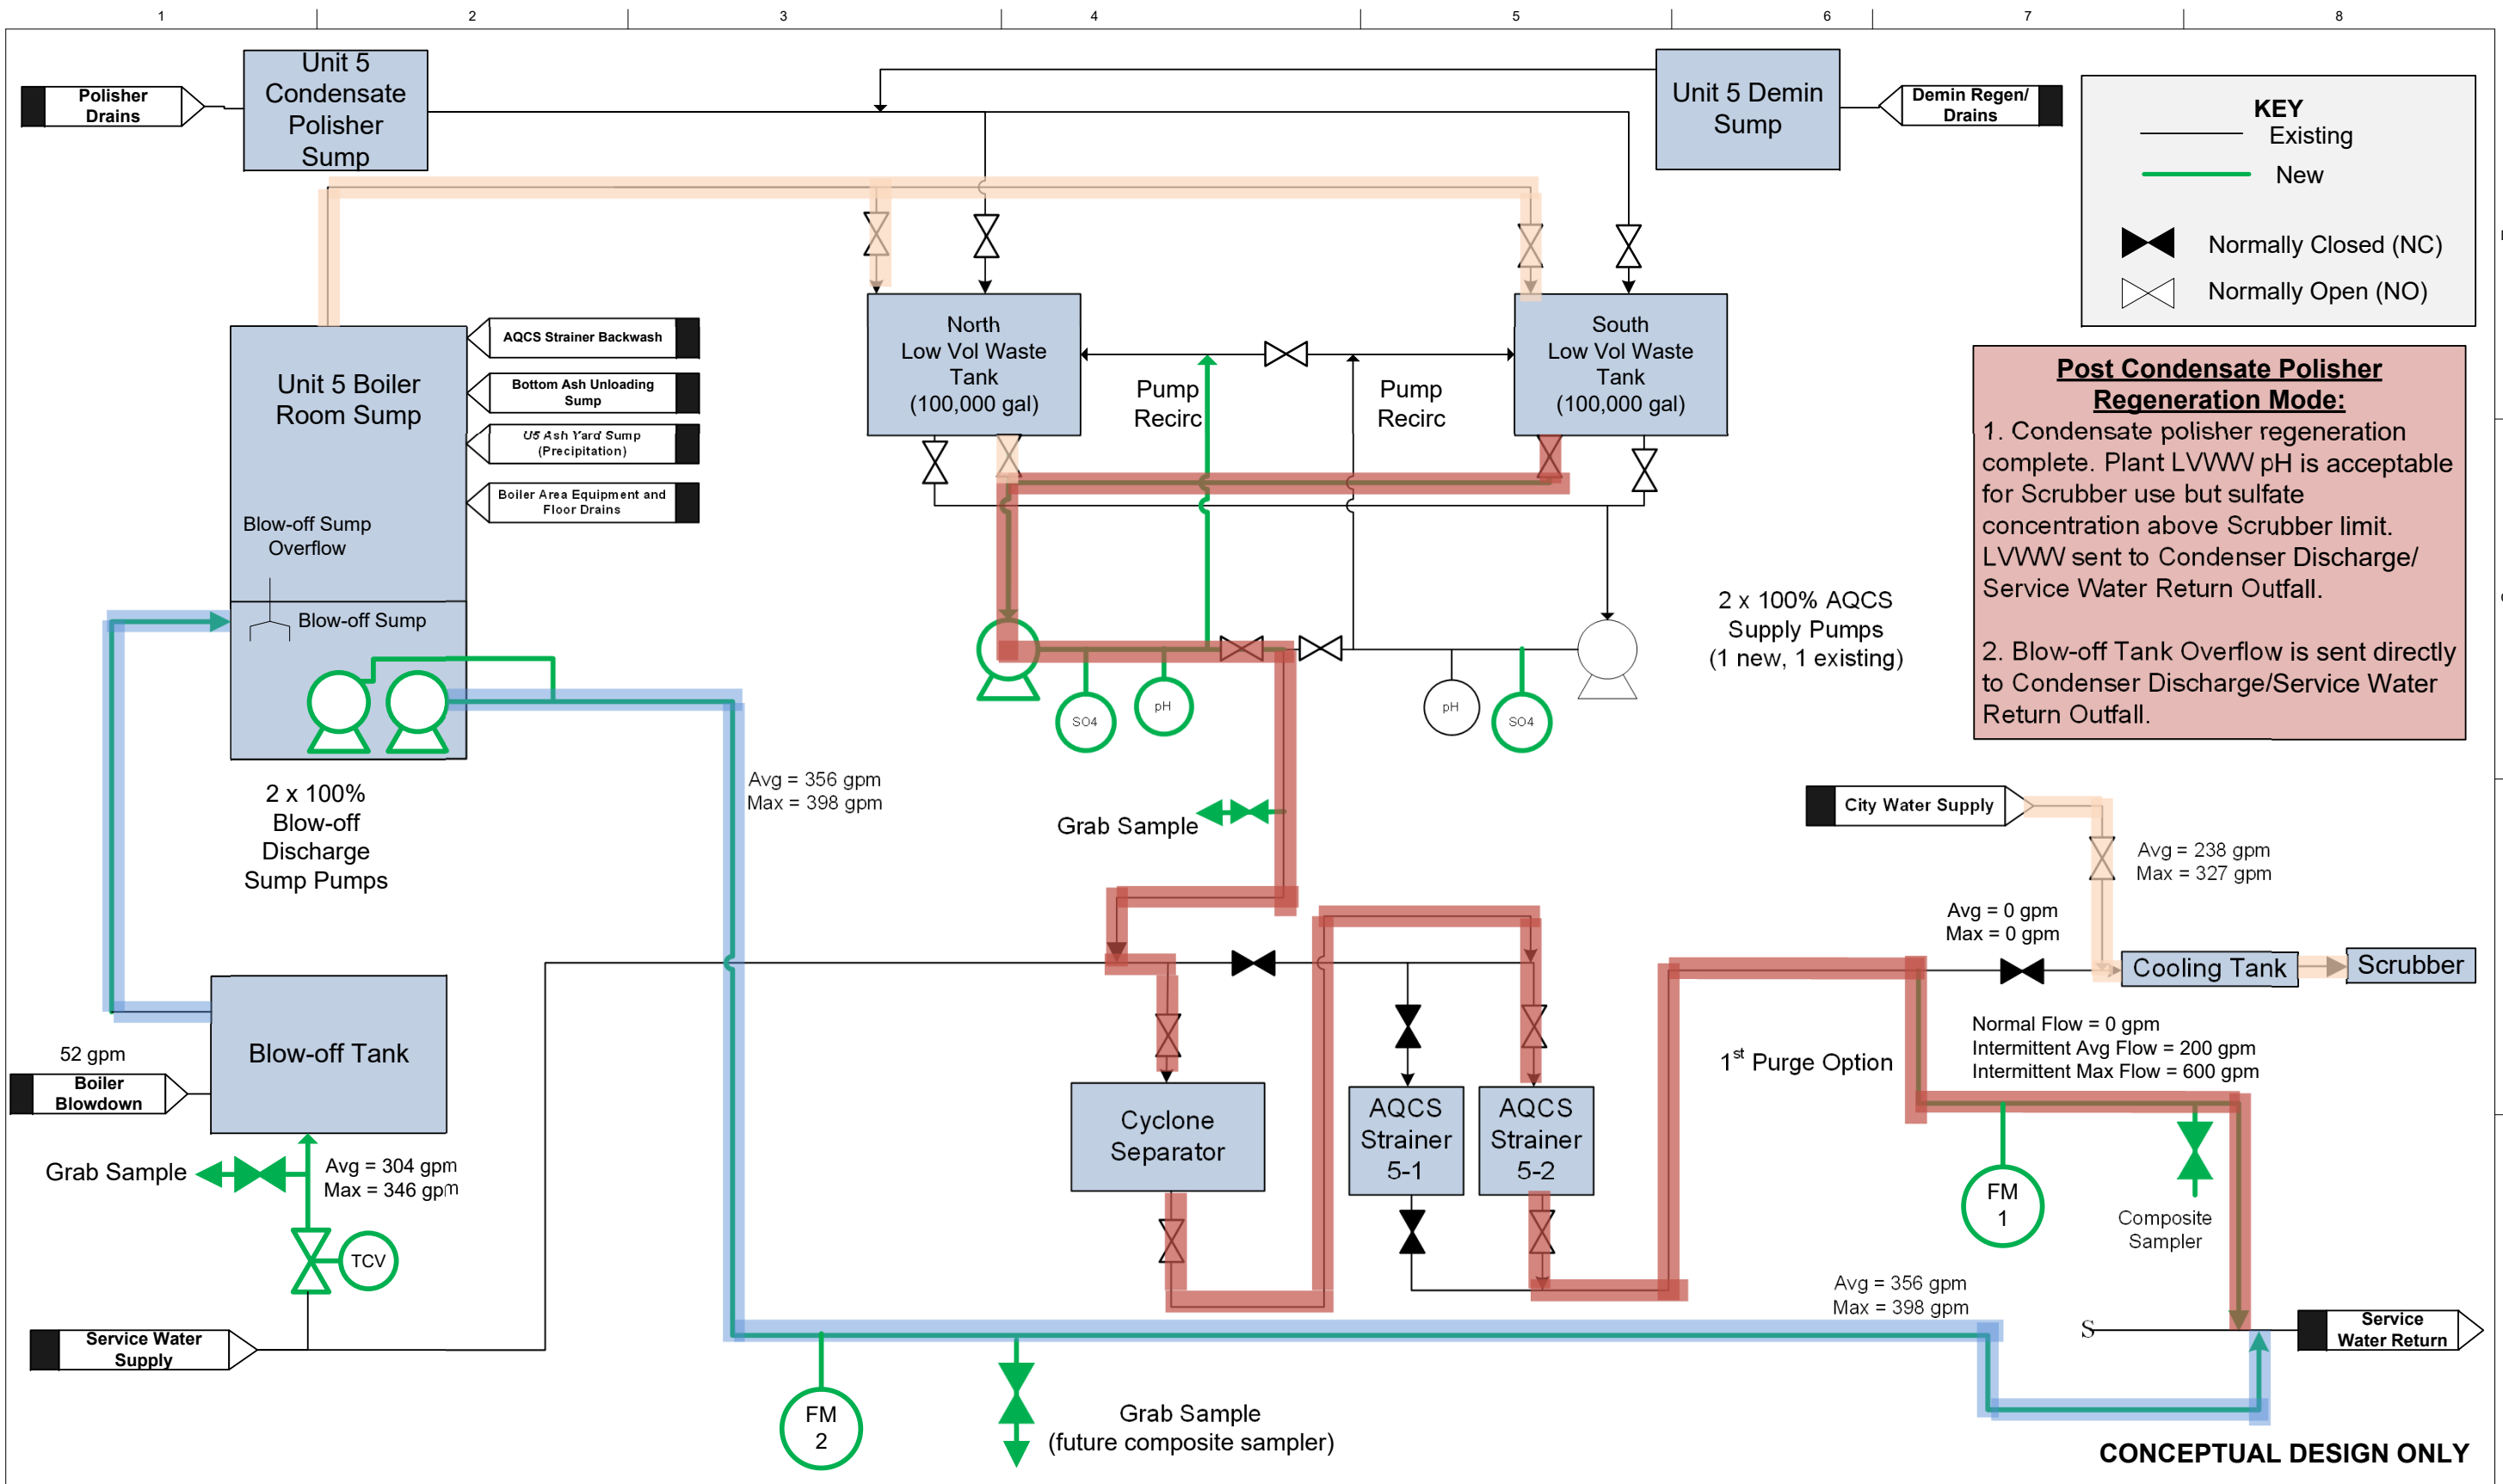 1 2 3 4 5 6 7 8
Unit 5
Condensate
Polisher
Sump
Polisher
Drains
Unit 5 Demin
Sump
Demin Regen/
Drains
KEY
Existing
New
Normally Closed (NC)
Normally Open (NO)
Unit 5 Boiler
Room Sump
AQCS Strainer Backwash
Bottom Ash Unloading
Sump
U5 Ash Yard Sump
(Precipitation)
Boiler Area Equipment and
Floor Drains
Blow-off Sump
Overflow
Blow-off Sump
2 x 100%
Blow-off
Discharge
Sump Pumps
North
Low Vol Waste
Tank
(100,000 gal)
Pump
Recirc
Pump
Recirc
South
Low Vol Waste
Tank
(100,000 gal)
Post Condensate Polisher
Regeneration Mode:
1. Condensate polisher regeneration
complete. Plant LVWW pH is acceptable
for Scrubber use but sulfate
concentration above Scrubber limit.
LVWW sent to Condenser Discharge/
Service Water Return Outfall.
2. Blow-off Tank Overflow is sent directly
to Condenser Discharge/Service Water
Return Outfall.
2 x 100% AQCS
Supply Pumps
(1 new, 1 existing)
SO4
pH
pH
SO4
Avg = 356 gpm
Max = 398 gpm
Grab Sample
City Water Supply
Avg = 238 gpm
Max = 327 gpm
Avg = 0 gpm
Max = 0 gpm
Cooling Tank
Scrubber
Normal Flow = 0 gpm
Intermittent Avg Flow = 200 gpm
Intermittent Max Flow = 600 gpm
1st Purge Option
Blow-off Tank
52 gpm
Boiler
Blowdown
Grab Sample
Avg = 304 gpm
Max = 346 gpm
TCV
Service Water
Supply
Cyclone
Separator
AQCS
Strainer
5-1
AQCS
Strainer
5-2
FM
1
Composite
Sampler
Avg = 356 gpm
Max = 398 gpm
S
Service
Water Return
FM
2
Grab Sample
(future composite sampler)
CONCEPTUAL DESIGN ONLY